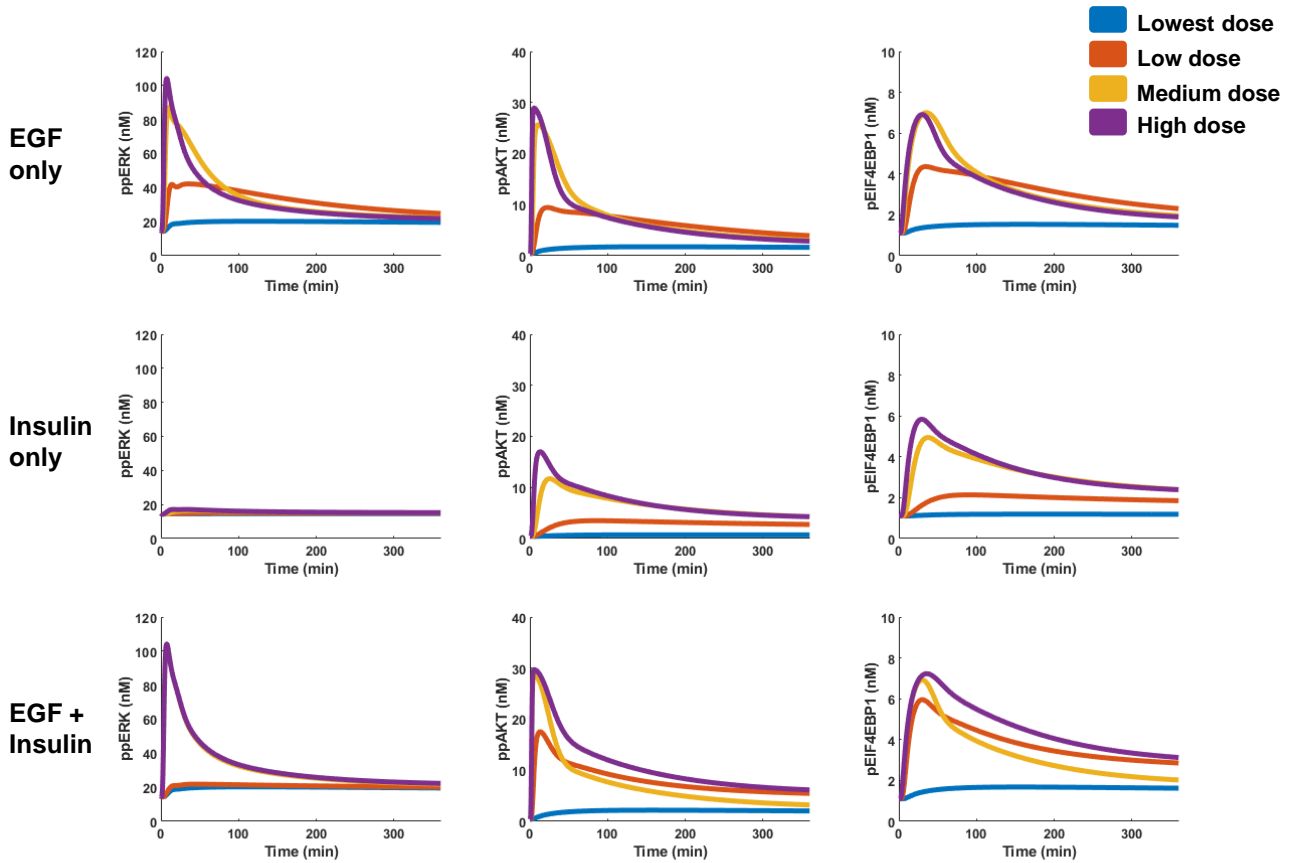 Lowest dose
Low dose
Medium dose
High dose
EGF
only
ppERK (nM)
120
100
80
60
40
20
0
0 100 200 300
Time (min)
ppAKT (nM)
40
30
20
10
0
0 100 200 300
Time (min)
pEIF4EBP1 (nM)
10
8
6
4
2
0
0 100 200 300
Time (min)
Insulin
only
ppERK (nM)
120
100
80
60
40
20
0
0 100 200 300
Time (min)
ppAKT (nM)
40
30
20
10
0
0 100 200 300
Time (min)
pEIF4EBP1 (nM)
10
8
6
4
2
0
0 100 200 300
Time (min)
EGF +
Insulin
ppERK (nM)
120
100
80
60
40
20
0
0 100 200 300
Time (min)
ppAKT (nM)
40
30
20
10
0
0 100 200 300
Time (min)
pEIF4EBP1 (nM)
10
8
6
4
2
0
0 100 200 300
Time (min)